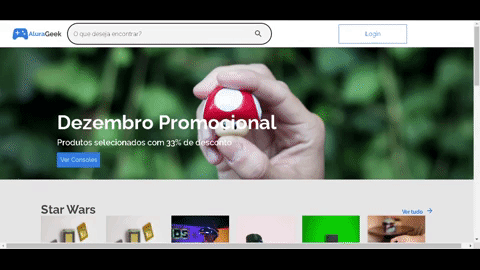 AluraGeek
O que deseja encontrar?
Login
Dezembro Promocional
Produtos selecionados com 33% de desconto
Ver Consoles
Star Wars
Ver tudo